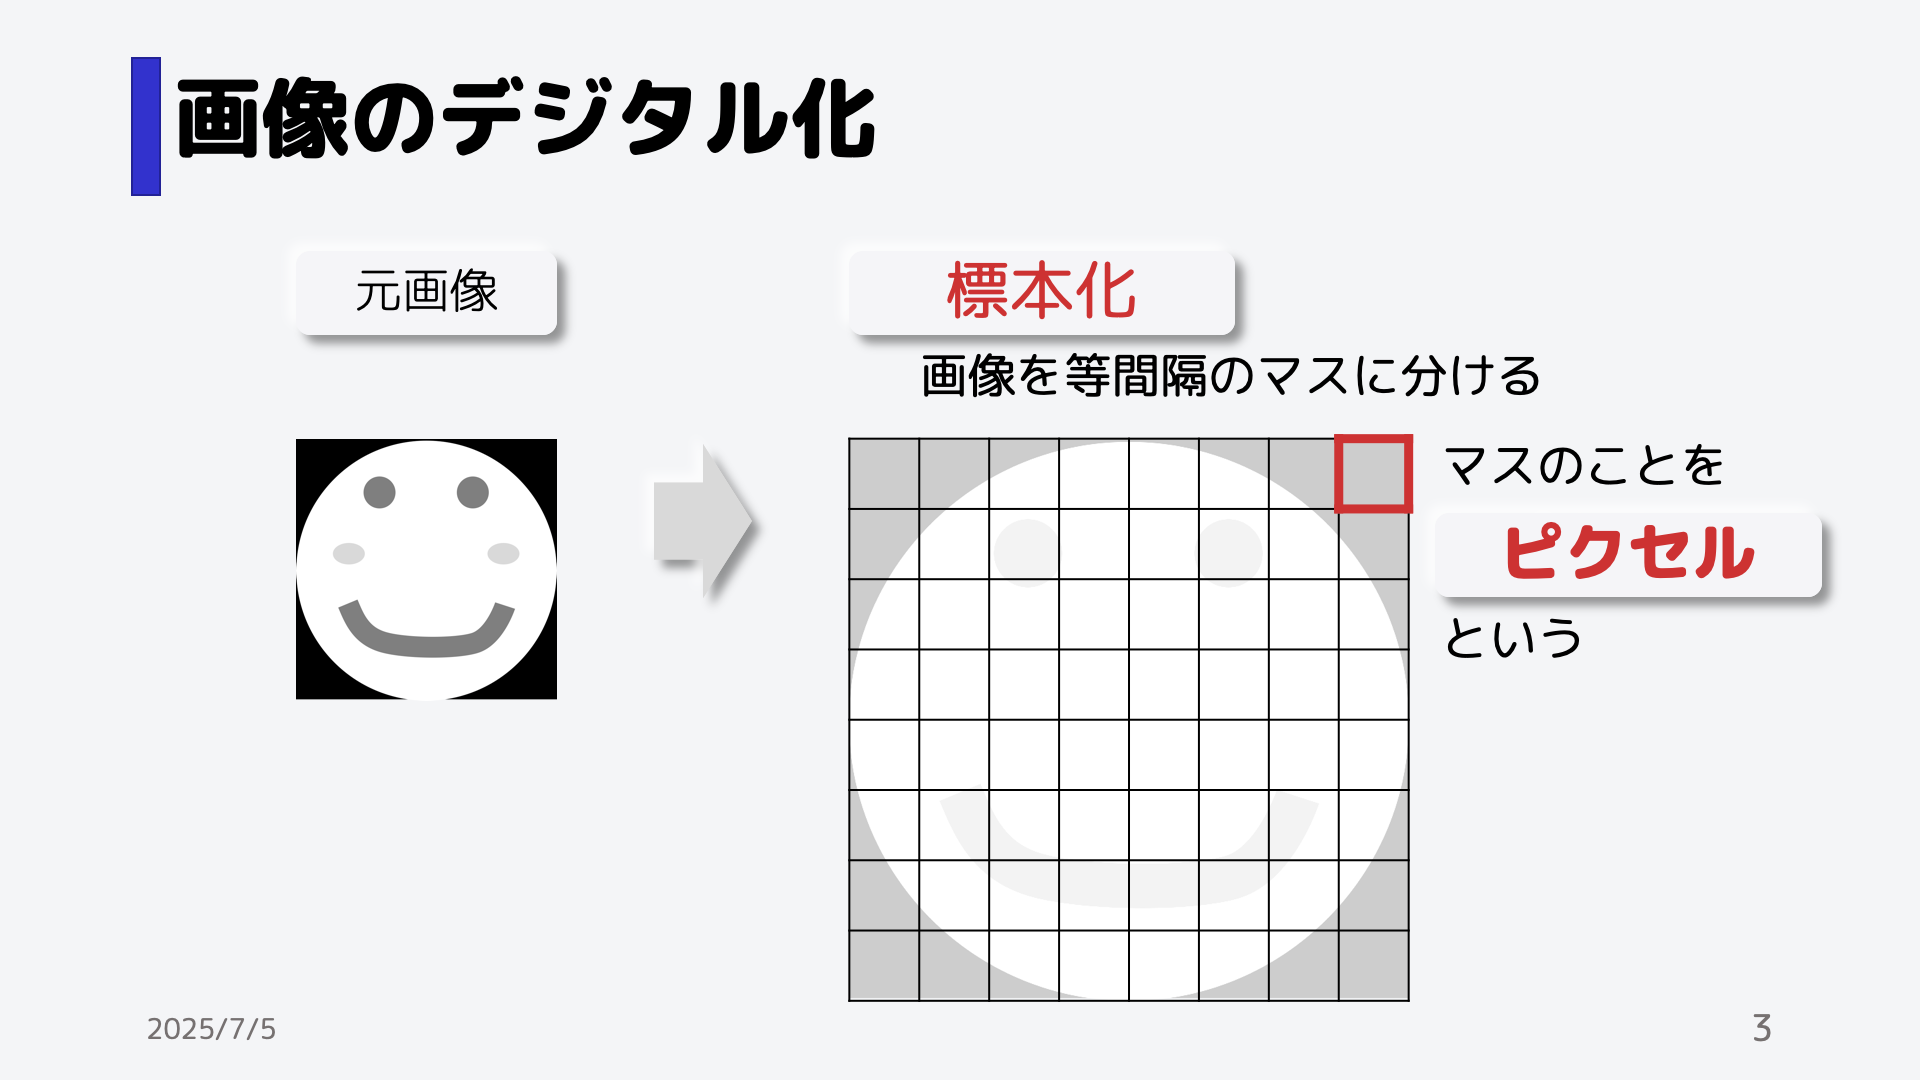 画像のデジタル化
元画像
標本化
画像を等間隔のマスに分ける
マスのことを
ピクセル
という
2025/7/5
3